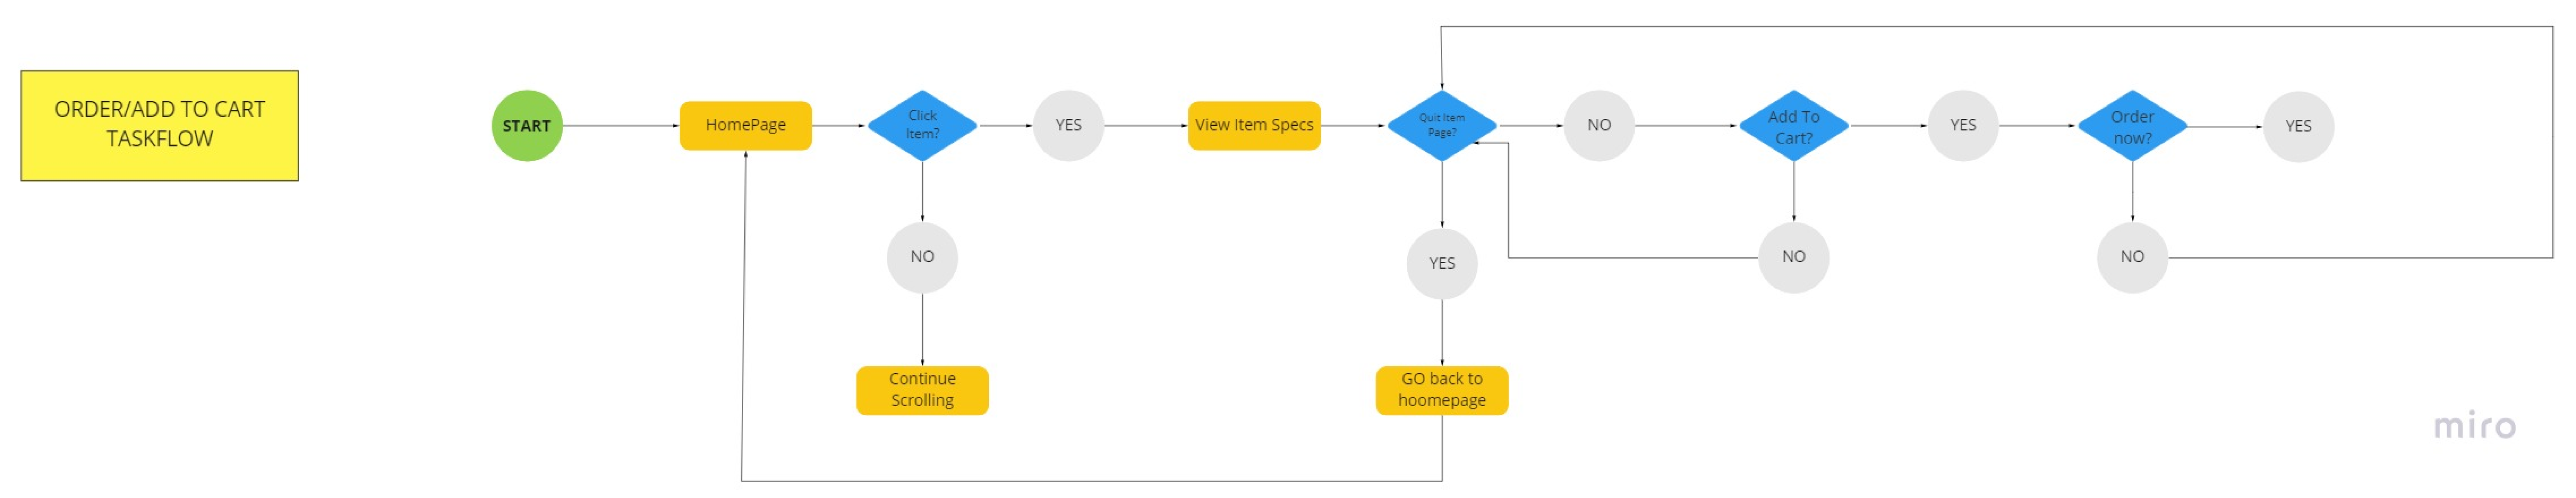 ORDER/ADD TO CART
TASKFLOW
START
HomePage
Click
Item?
YES
View Item Specs
Quit Item
Page?
NO
Add To
Cart?
YES
Order
now?
YES
NO
YES
NO
NO
Continue
Scrolling
GO back to
hoomepage
miro